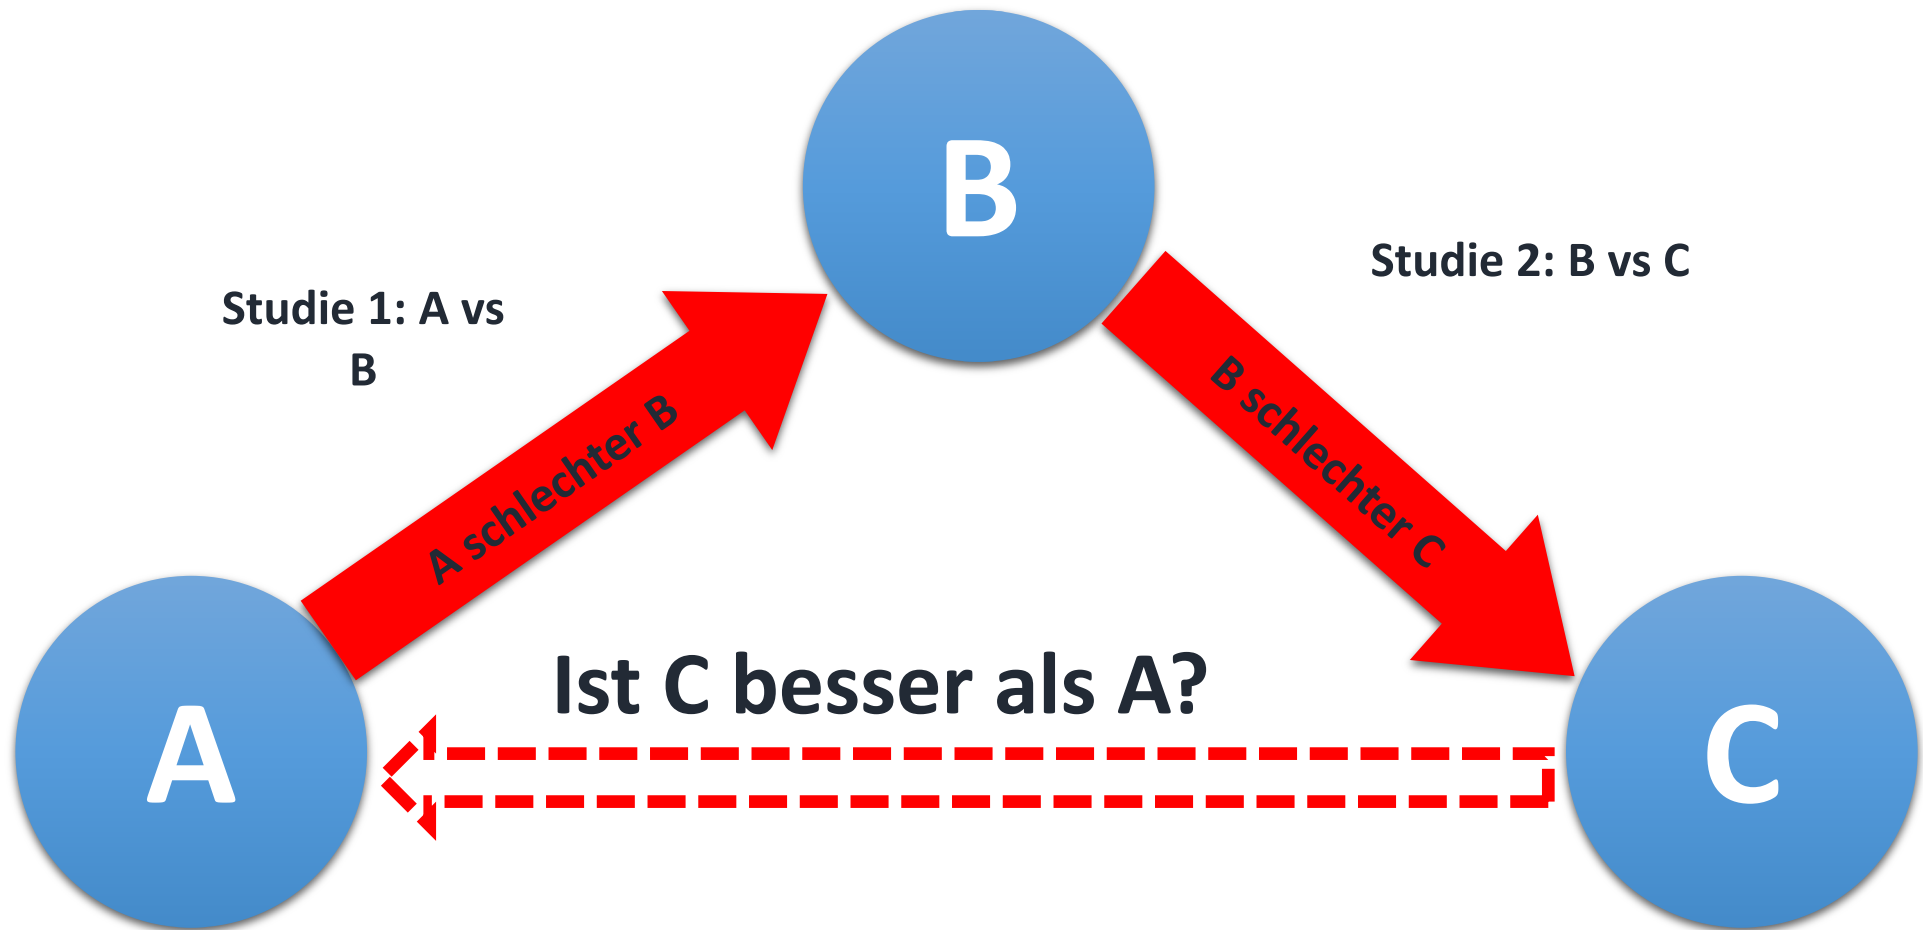 B
Studie 1: A vs
B
Studie 2: B vs C
A schlechter B
B schlechter C
Ist C besser als A?
A
C